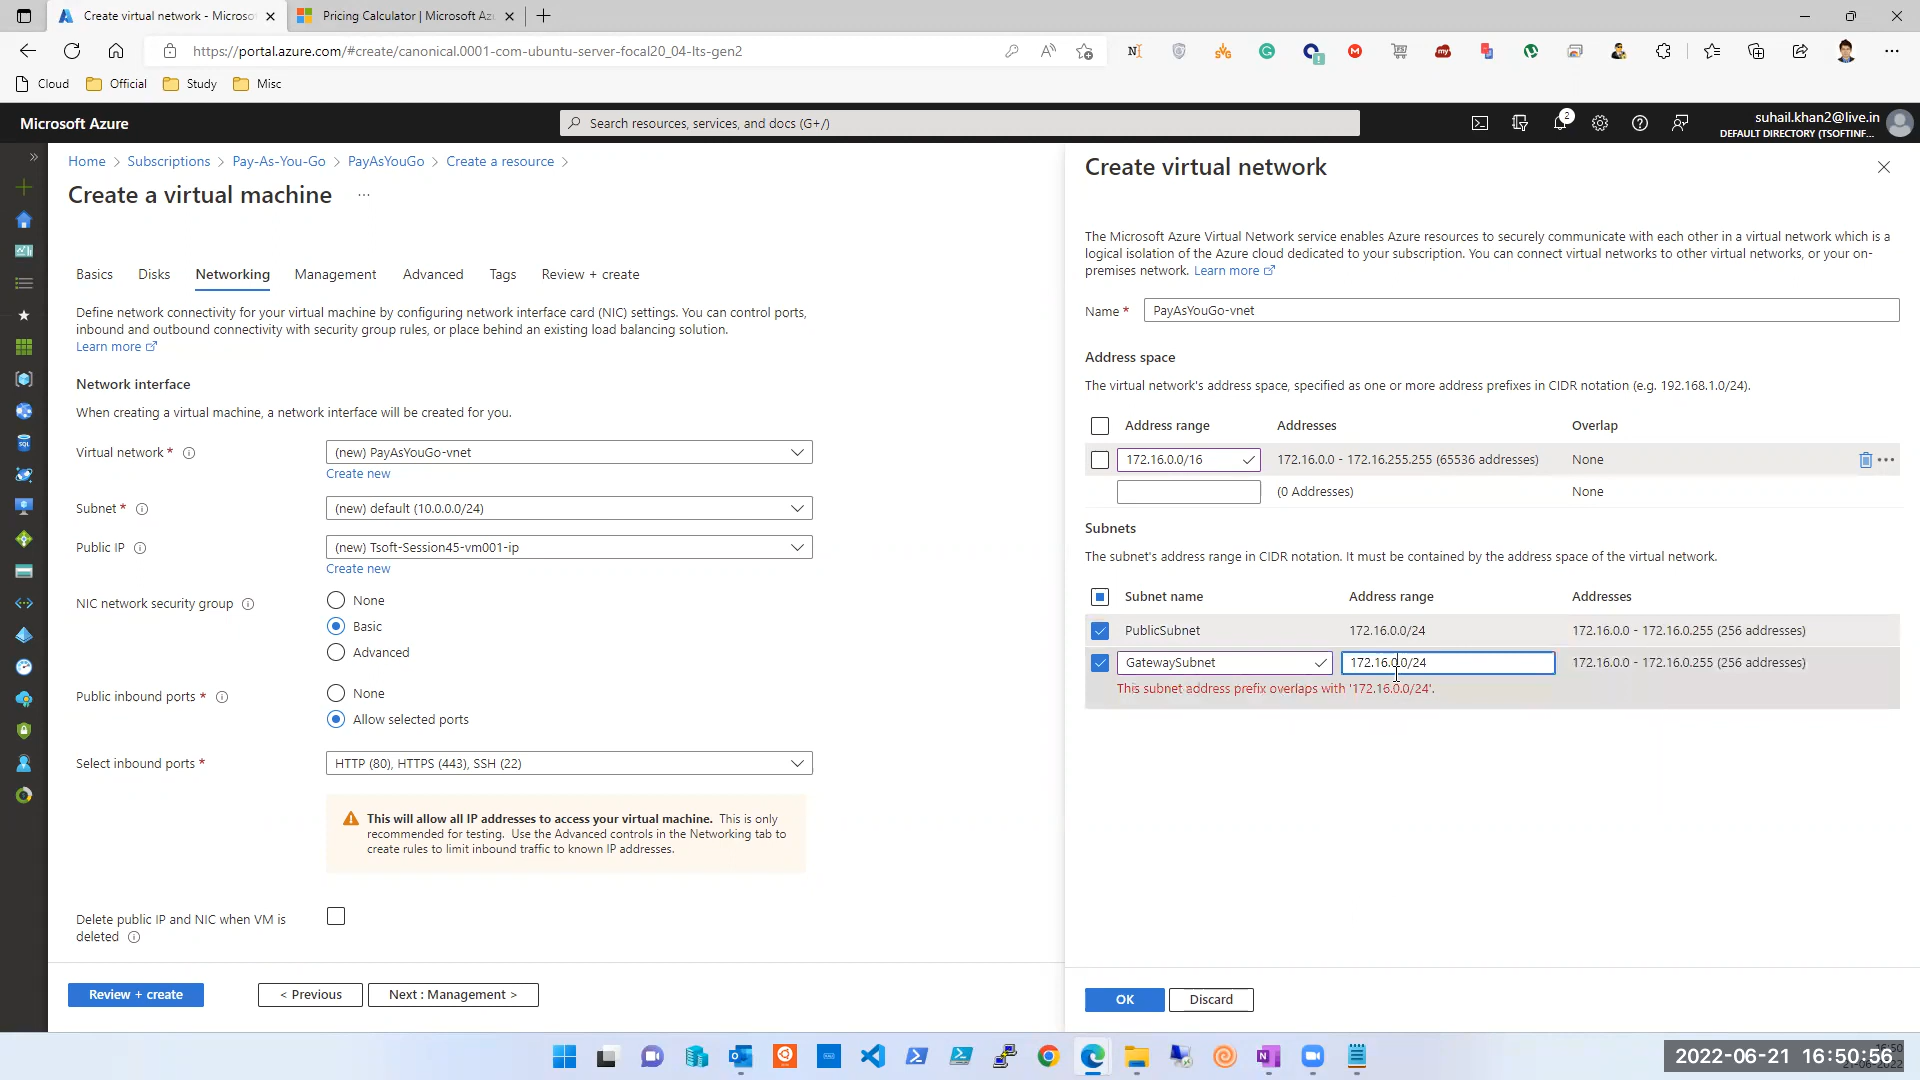 Create virtual network - Microsof
Pricing Calculator | Microsoft Az
https://portal.azure.com/#create/canonical.0001-com-ubuntu-server-focal20_04-lts-gen2
Cloud
Official
Study
Misc
Microsoft Azure
Search resources, services, and docs (G+/)
2
suhail.khan2@live.in
DEFAULT DIRECTORY (TSOFTINF...
Home > Subscriptions > Pay-As-You-Go > PayAsYouGo > Create a resource >
Create a virtual machine ...
Basics Disks Networking Management Advanced Tags Review + create
Define network connectivity for your virtual machine by configuring network interface card (NIC) settings. You can control ports,
inbound and outbound connectivity with security group rules, or place behind an existing load balancing solution.
Learn more
Network interface
When creating a virtual machine, a network interface will be created for you.
Virtual network *
(new) PayAsYouGo-vnet
Create new
Subnet *
(new) default (10.0.0.0/24)
Public IP
(new) Tsoft-Session45-vm001-ip
Create new
NIC network security group
None
Basic
Advanced
Public inbound ports *
None
Allow selected ports
Select inbound ports *
HTTP (80), HTTPS (443), SSH (22)
This will allow all IP addresses to access your virtual machine. This is only
recommended for testing. Use the Advanced controls in the Networking tab to
create rules to limit inbound traffic to known IP addresses.
Delete public IP and NIC when VM is
deleted
Review + create
< Previous
Next : Management >
Create virtual network
The Microsoft Azure Virtual Network service enables Azure resources to securely communicate with each other in a virtual network which is a
logical isolation of the Azure cloud dedicated to your subscription. You can connect virtual networks to other virtual networks, or your on-
premises network. Learn more
Name *
PayAsYouGo-vnet
Address space
The virtual network's address space, specified as one or more address prefixes in CIDR notation (e.g. 192.168.1.0/24).
Address range Addresses Overlap
172.16.0.0/16 172.16.0.0 - 172.16.255.255 (65536 addresses) None
(0 Addresses) None
Subnets
The subnet's address range in CIDR notation. It must be contained by the address space of the virtual network.
Subnet name Address range Addresses
PublicSubnet 172.16.0.0/24 172.16.0.0 - 172.16.0.255 (256 addresses)
GatewaySubnet 172.16.0.0/24 172.16.0.0 - 172.16.0.255 (256 addresses)
This subnet address prefix overlaps with '172.16.0.0/24'.
OK
Discard
2022-06-21 16:50:56